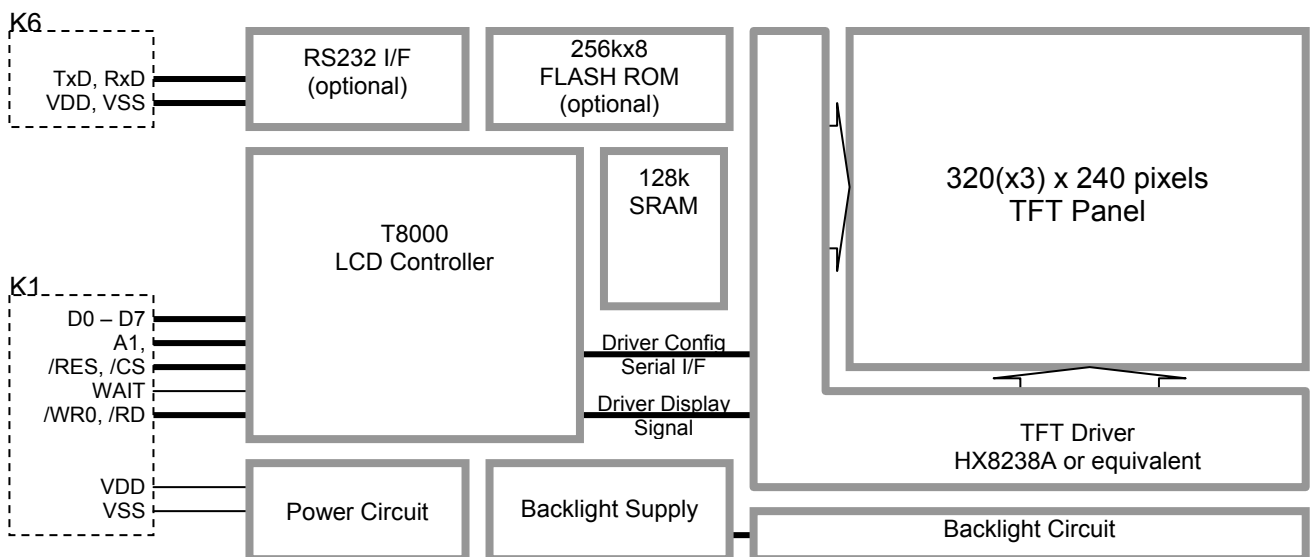 K6
TxD, RxD
VDD, VSS
RS232 I/F
(optional)
256kx8
FLASH ROM
(optional)
320(x3) x 240 pixels
TFT Panel
128k
SRAM
T8000
LCD Controller
K1
D0 – D7
A1,
/RES, /CS
WAIT
/WR0, /RD
VDD
VSS
Driver Config
Serial I/F
Driver Display
Signal
TFT Driver
HX8238A or equivalent
Power Circuit
Backlight Supply
Backlight Circuit